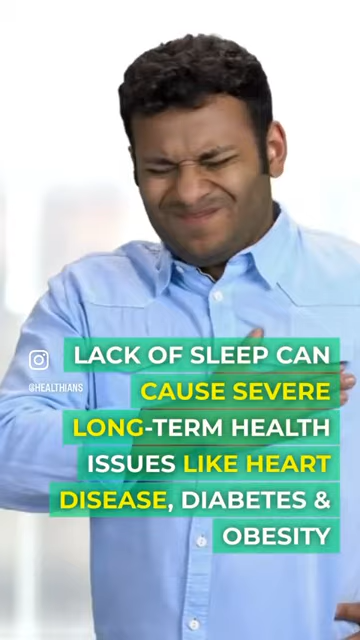 LACK OF SLEEP CAN
CAUSE SEVERE
LONG-TERM HEALTH
ISSUES LIKE HEART
DISEASE, DIABETES &
OBESITY
@HEALTHIANS